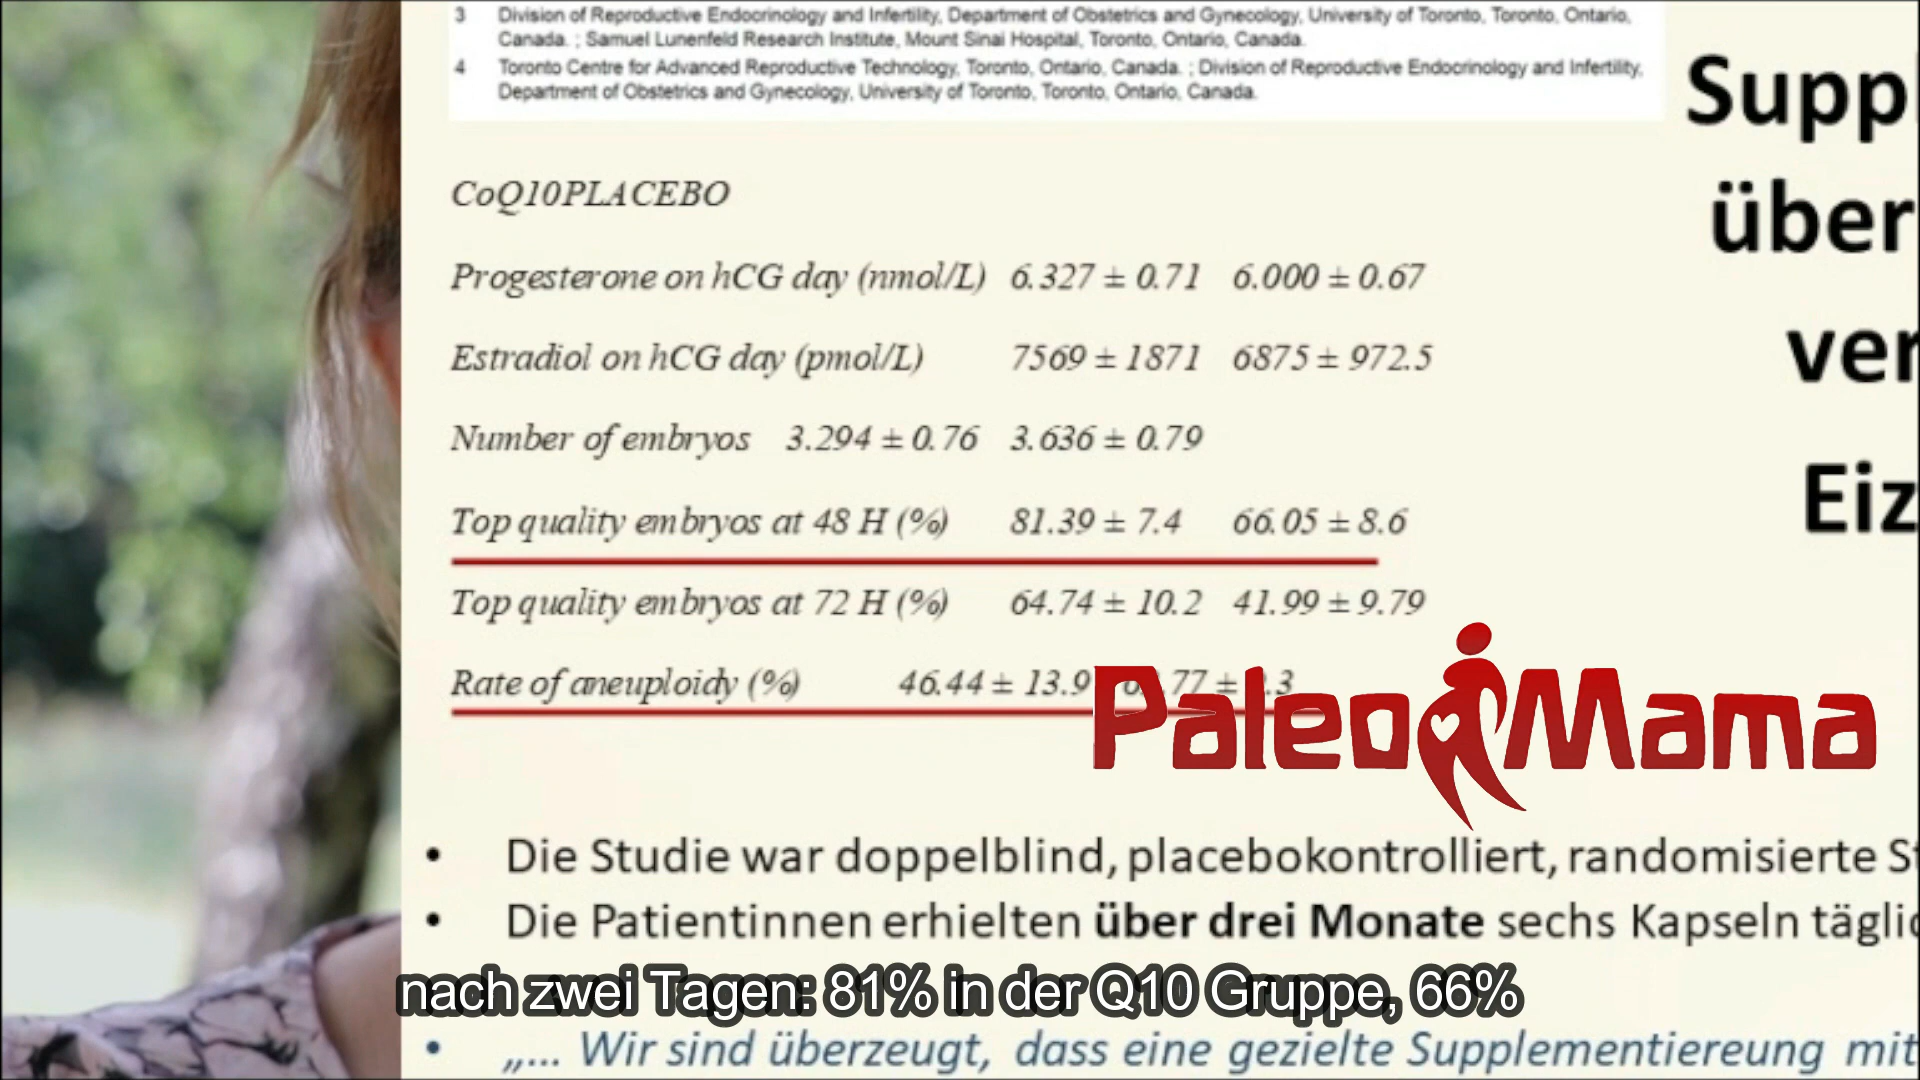 3 Division of Reproductive Endocrinology and Infertility, Department of Obstetrics and Gynecology, University of Toronto, Toronto, Ontario,
Canada. ; Samuel Lunenfeld Research Institute, Mount Sinai Hospital, Toronto, Ontario, Canada.
4 Toronto Centre for Advanced Reproductive Technology, Toronto, Ontario, Canada. ; Division of Reproductive Endocrinology and Infertility,
Department of Obstetrics and Gynecology, University of Toronto, Toronto, Ontario, Canada.
Supp
über
ver
Eiz
CoQ10PLACEBO
Progesterone on hCG day (nmol/L) 6.327 ± 0.71 6.000 ± 0.67
Estradiol on hCG day (pmol/L) 7569 ± 1871 6875 ± 972.5
Number of embryos 3.294 ± 0.76 3.636 ± 0.79
Top quality embryos at 48 H (%) 81.39 ± 7.4 66.05 ± 8.6
Top quality embryos at 72 H (%) 64.74 ± 10.2 41.99 ± 9.79
Rate of aneuploidy (%) 46.44 ± 13.9 .77 ± .3
PaleoMama
• Die Studie war doppelblind, placebokontrolliert, randomisierte St
• Die Patientinnen erhielten über drei Monate sechs Kapseln täglic
nach zwei Tagen: 81% in der Q10 Gruppe, 66%
• „... Wir sind überzeugt, dass eine gezielte Supplementiereung mit